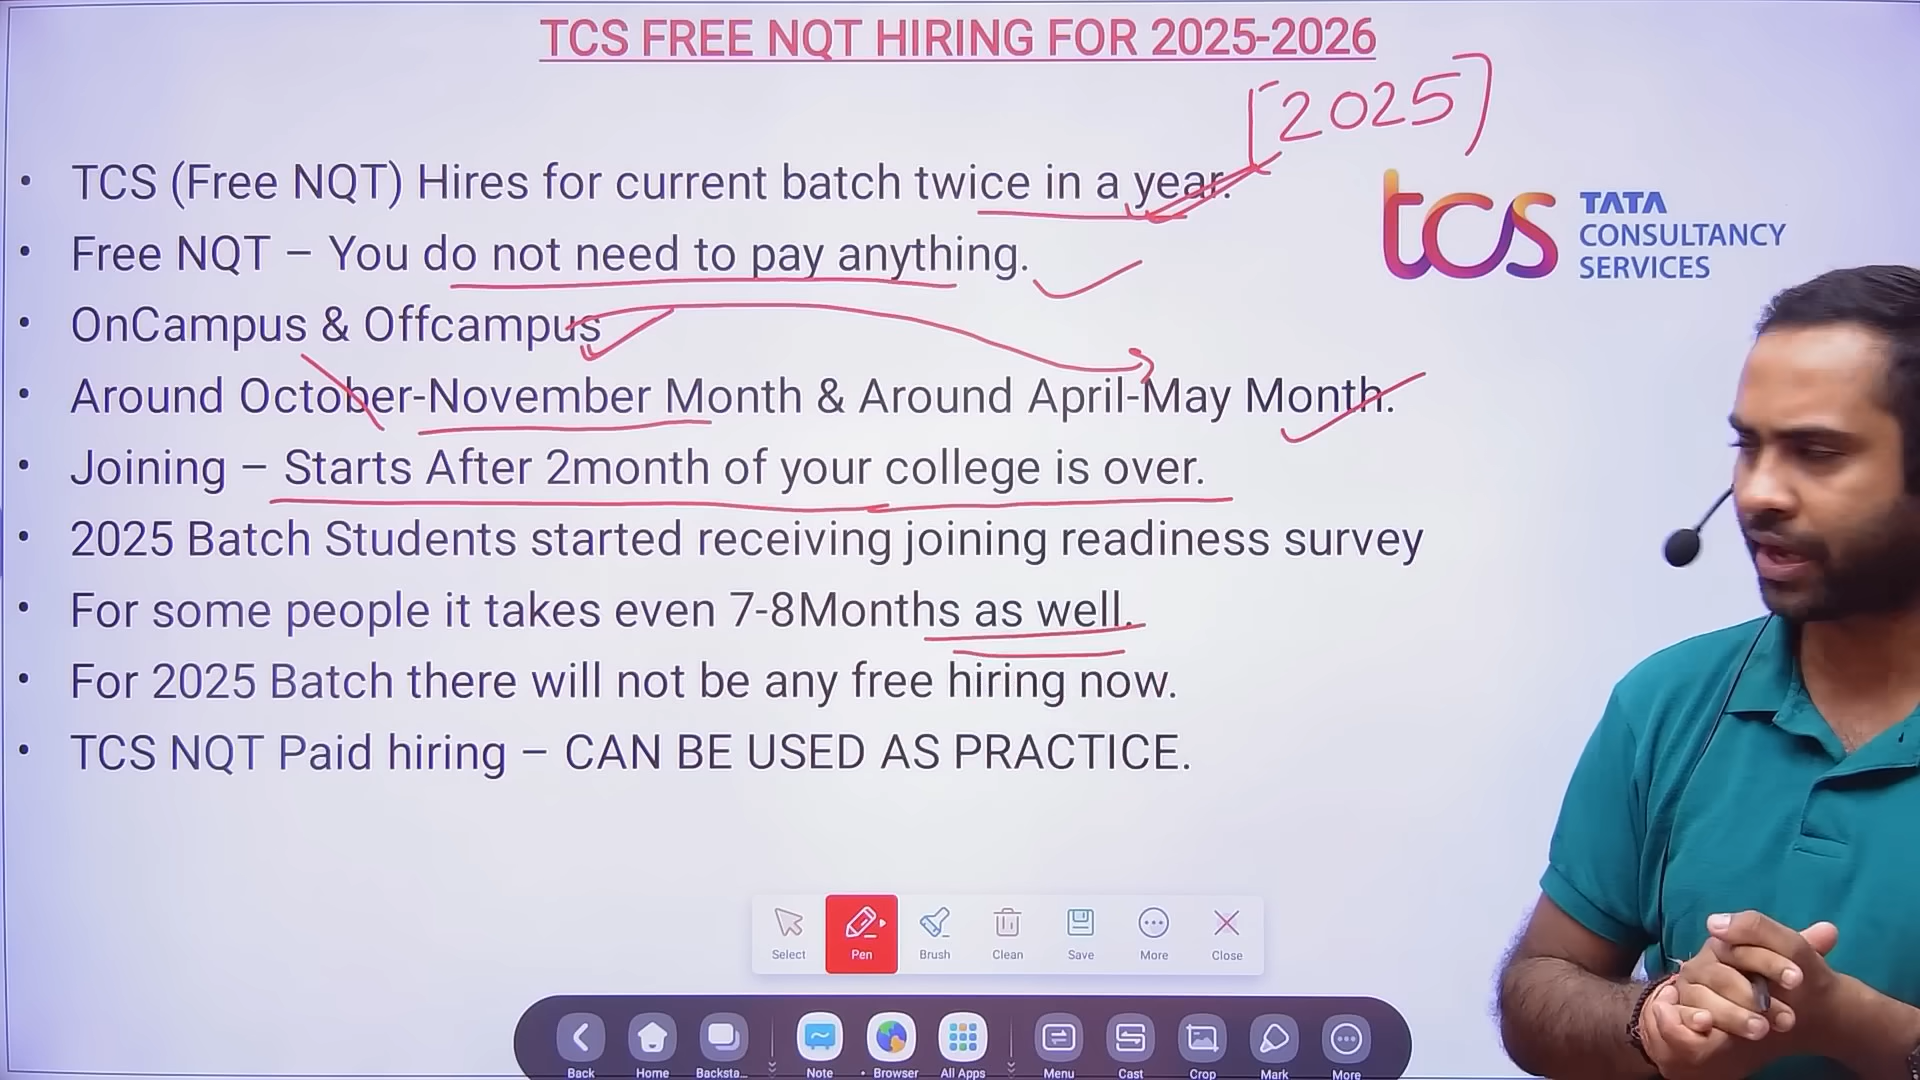 TCS FREE NQT HIRING FOR 2025-2026
[2025]
• TCS (Free NQT) Hires for current batch twice in a year.
• Free NQT – You do not need to pay anything.
• OnCampus & Offcampus
• Around October-November Month & Around April-May Month.
• Joining – Starts After 2month of your college is over.
• 2025 Batch Students started receiving joining readiness survey
• For some people it takes even 7-8Months as well.
• For 2025 Batch there will not be any free hiring now.
• TCS NQT Paid hiring – CAN BE USED AS PRACTICE.
tcs
TATA
CONSULTANCY
SERVICES
Select Pen Brush Clean Save More Close
Back Home Backsta... Note • Browser All Apps Menu Cast Crop Mark More